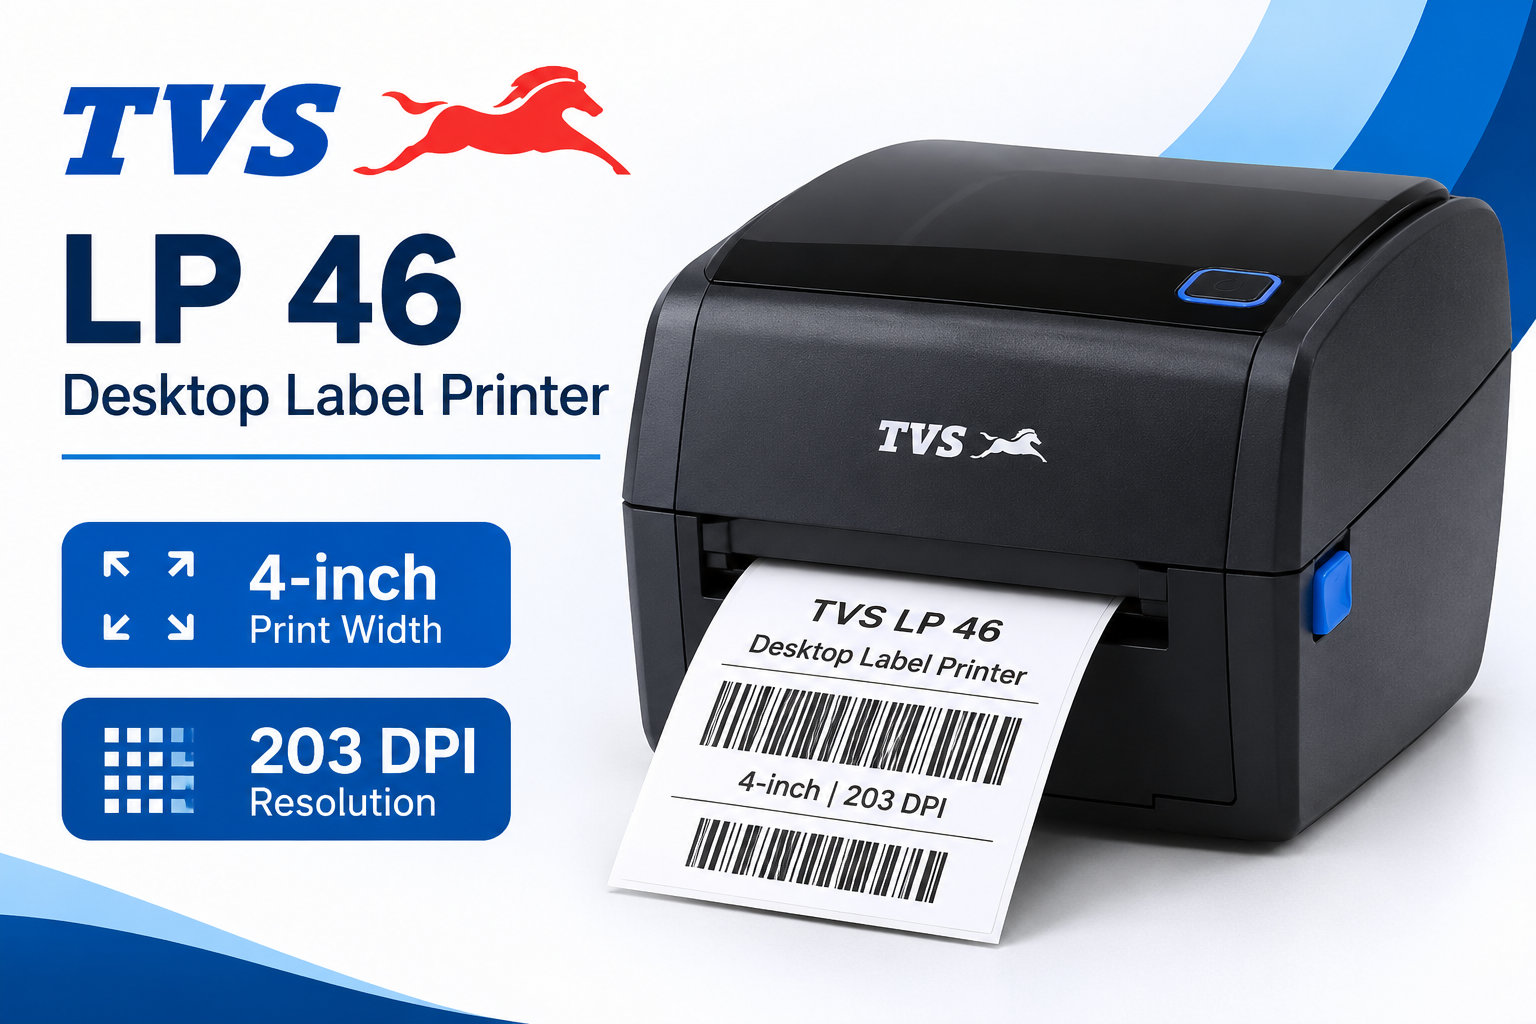 TVS
LP 46
Desktop Label Printer
4-inch
Print Width
203 DPI
Resolution
TVS
TVS LP 46
Desktop Label Printer
4-inch | 203 DPI